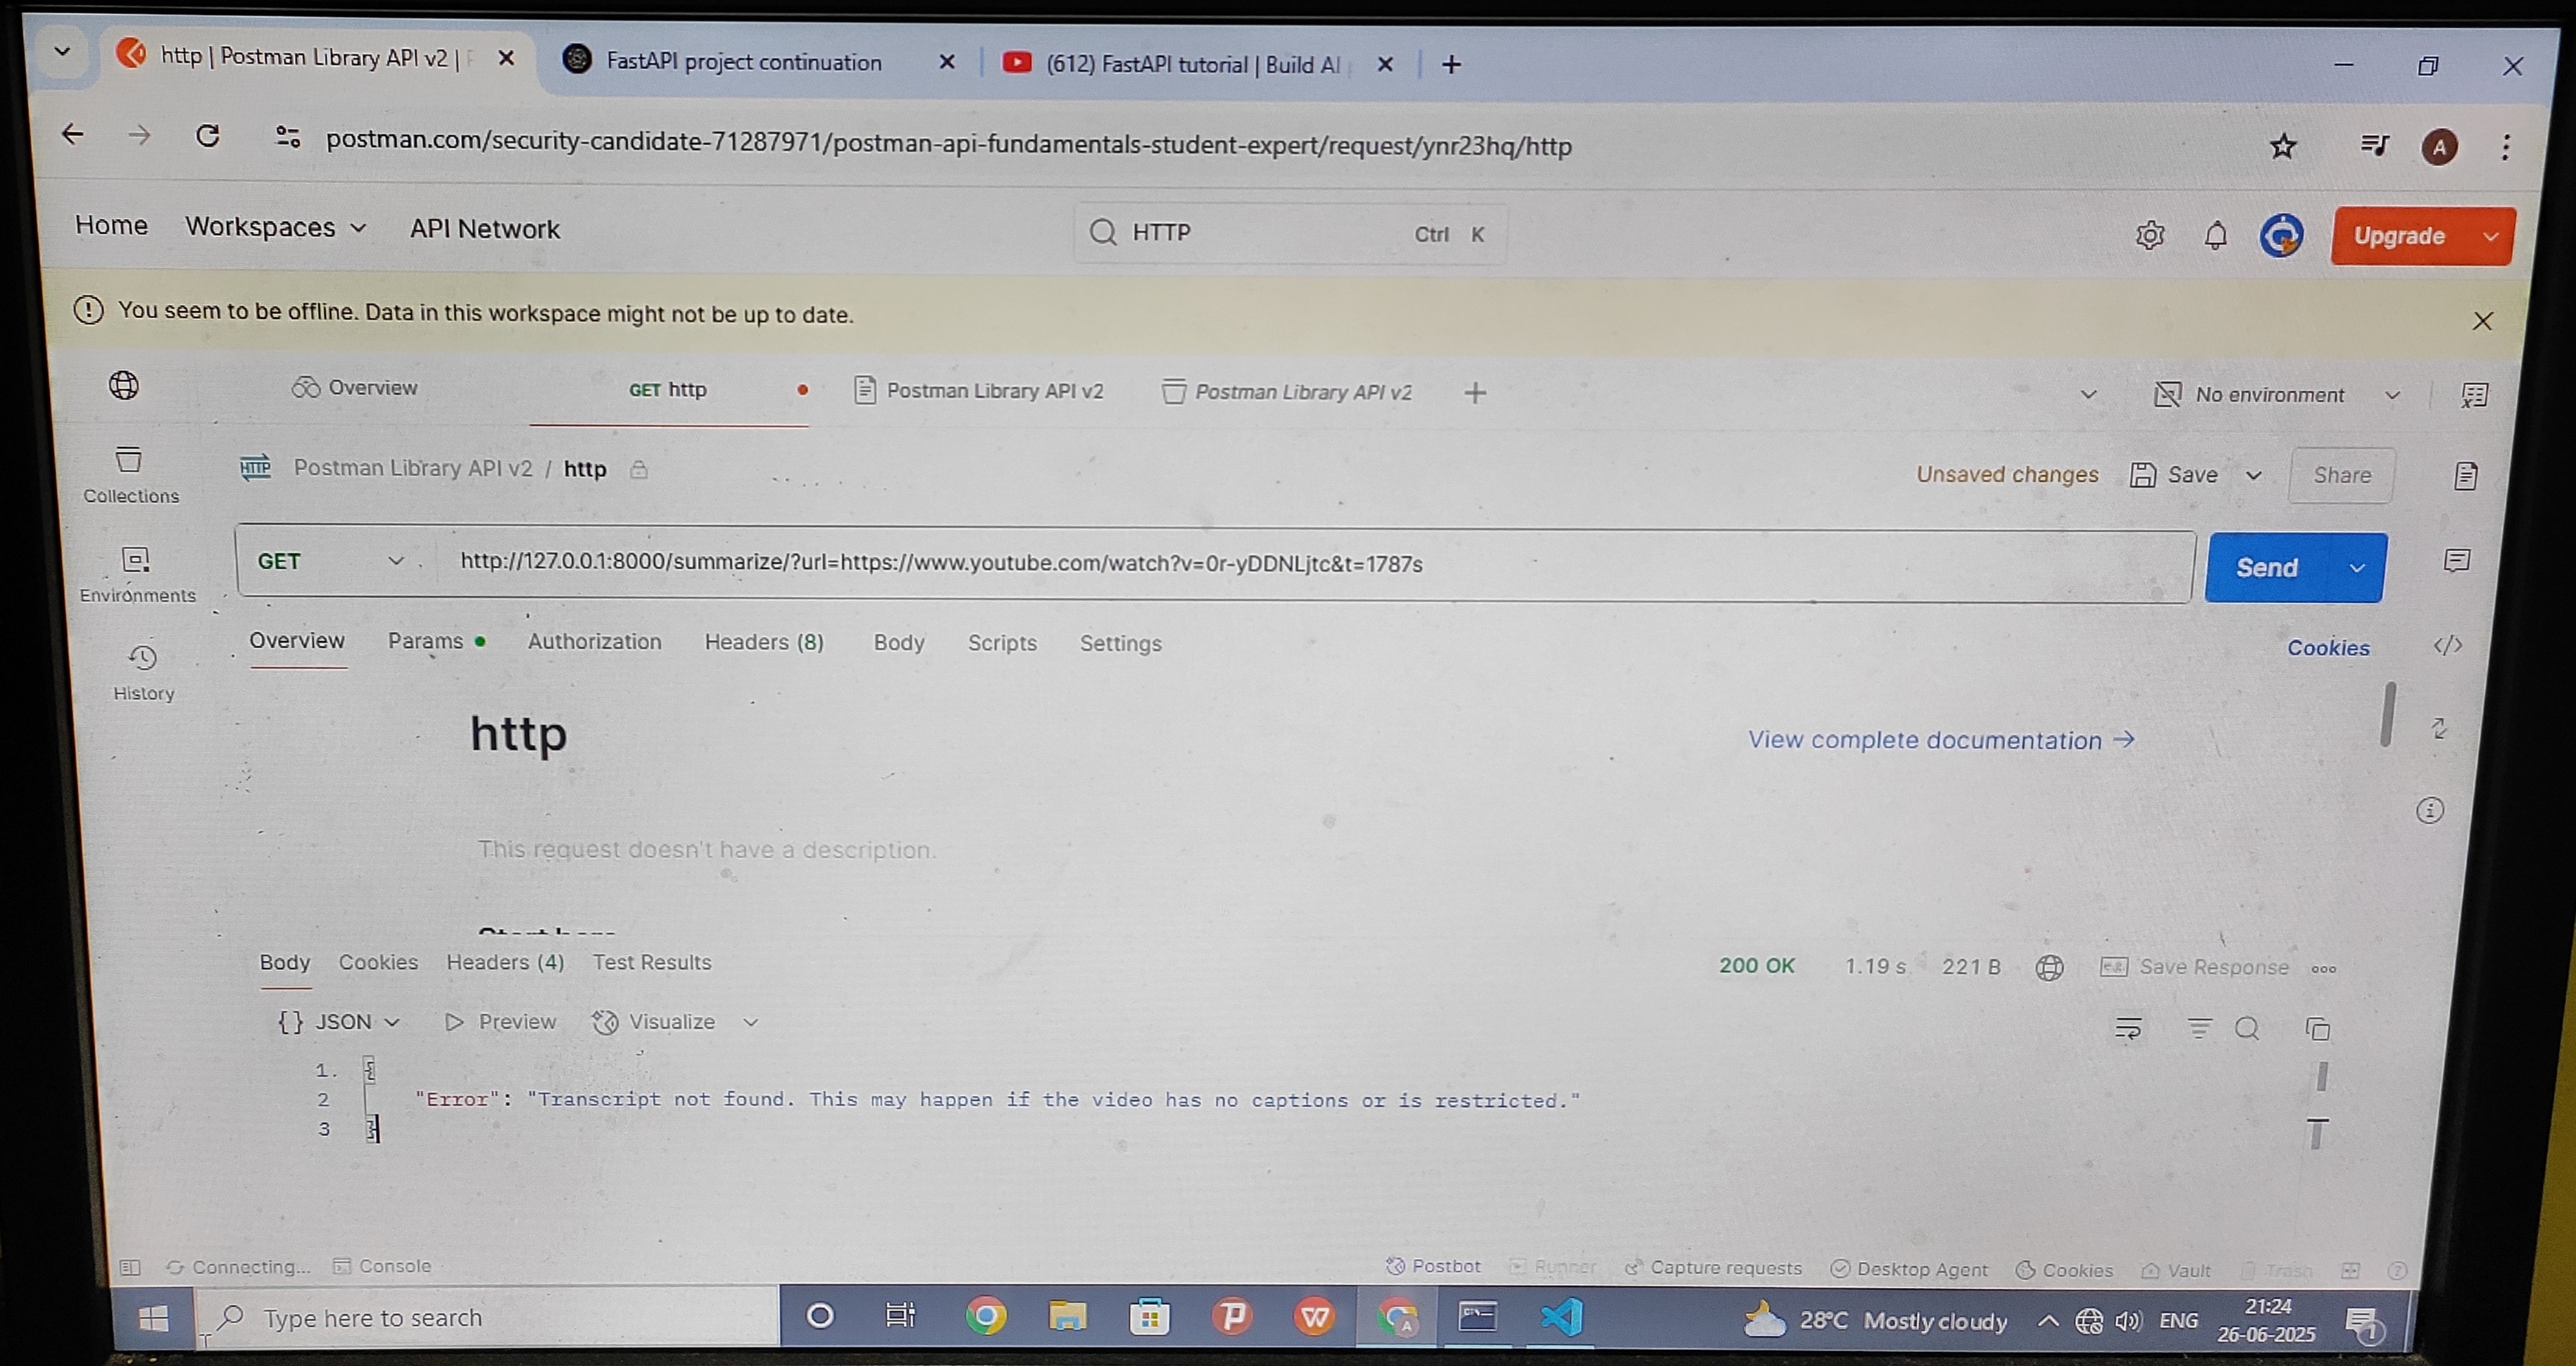 http | Postman Library API v2 |
FastAPI project continuation
(612) FastAPI tutorial | Build AI
postman.com/security-candidate-71287971/postman-api-fundamentals-student-expert/request/ynr23hq/http
A
Home Workspaces API Network
HTTP Ctrl K
Upgrade
You seem to be offline. Data in this workspace might not be up to date.
Overview GET http Postman Library API v2 Postman Library API v2 No environment
Collections
HTTP Postman Library API v2 / http
Unsaved changes Save Share
Environments
GET http://127.0.0.1:8000/summarize/?url=https://www.youtube.com/watch?v=0r-yDDNLjtc&t=1787s Send
History
Overview Params Authorization Headers (8) Body Scripts Settings Cookies </>
http
View complete documentation →
This request doesn't have a description.
Body Cookies Headers (4) Test Results 200 OK 1.19 s 221 B Save Response
{} JSON Preview Visualize
1 {
2 "Error": "Transcript not found. This may happen if the video has no captions or is restricted."
3 }
Connecting... Console Postbot Runner Capture requests Desktop Agent Cookies Vault Trash
Type here to search
28°C Mostly cloudy ENG
21:24
26-06-2025
1